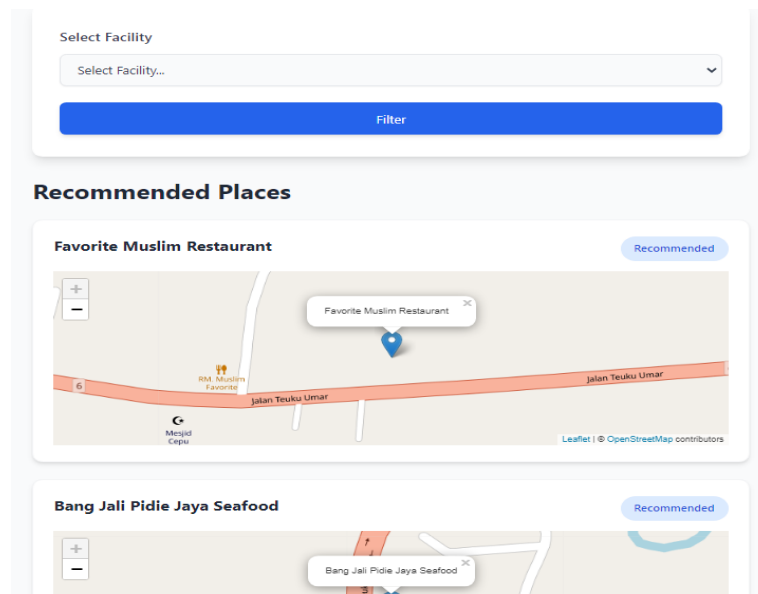 Select Facility
Select Facility...
Filter
Recommended Places
Favorite Muslim Restaurant
Recommended
+
−
Favorite Muslim Restaurant
×
RM. Muslim
Favorite
6
Jalan Teuku Umar
Jalan Teuku Umar
Mesjid
Cepu
Leaflet | © OpenStreetMap contributors
Bang Jali Pidie Jaya Seafood
Recommended
+
−
Bang Jali Pidie Jaya Seafood
×